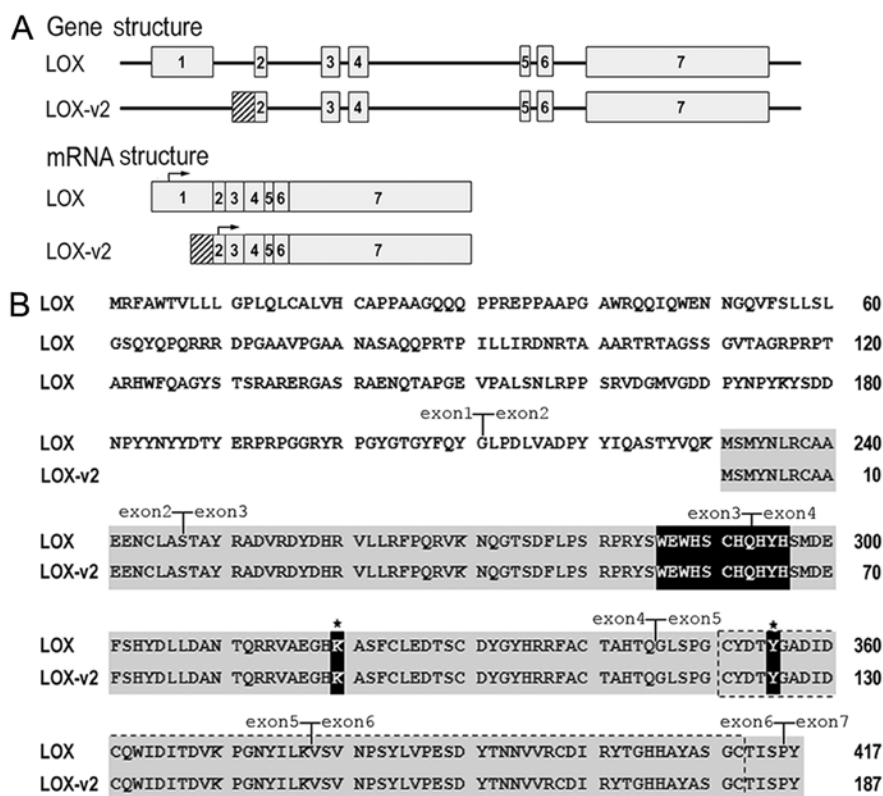 A
Gene structure
LOX
1 2 3 4 5 6 7
LOX-v2
2 3 4 5 6 7
mRNA structure
LOX
1 2 3 4 5 6 7
LOX-v2
2 3 4 5 6 7
B
LOX MRFAWTVLLL GPLQLCALVH CAPPAAGQQQ PPREPPAAPG AWRQQIQWEN NGQVFSLLSL 60
LOX GSQYQPQRRR DPGAAVPGAA NASAQQPRTP ILLIRDNRTA AARTRTAGSS GVTAGRPRPT 120
LOX ARHWFQAGYS TSRARERGAS RAENQTAPGE VPALSNLRPP SRVDGMVGDD PYNPYKYSDD 180
exon1 exon2
LOX NPYYNYYDTY ERPRPGGRYR PGYGTGYFQY GLPDLVADPY YIQASTYVQK MSMYNLRCAA 240
LOX-v2 MSMYNLRCAA 10
exon2 exon3 exon3 exon4
LOX EENCLASTAY RADVRDYDHR VLLRFPQRVK NQGTSDFLPS RPRYSWEWHS CHQHYHSMDE 300
LOX-v2 EENCLASTAY RADVRDYDHR VLLRFPQRVK NQGTSDFLPS RPRYSWEWHS CHQHYHSMDE 70
* exon4 exon5 *
LOX FSHYDLLDAN TQRRVAEGHK ASFCLEDTSC DYGYHRRFAC TAHTQGLSPG CYDTYGADID 360
LOX-v2 FSHYDLLDAN TQRRVAEGHK ASFCLEDTSC DYGYHRRFAC TAHTQGLSPG CYDTYGADID 130
exon5 exon6 exon6 exon7
LOX CQWIDITDVK PGNYILKVSV NPSYLVPESD YTNNVVRCDI RYTGHHAYAS GCTISPY 417
LOX-v2 CQWIDITDVK PGNYILKVSV NPSYLVPESD YTNNVVRCDI RYTGHHAYAS GCTISPY 187